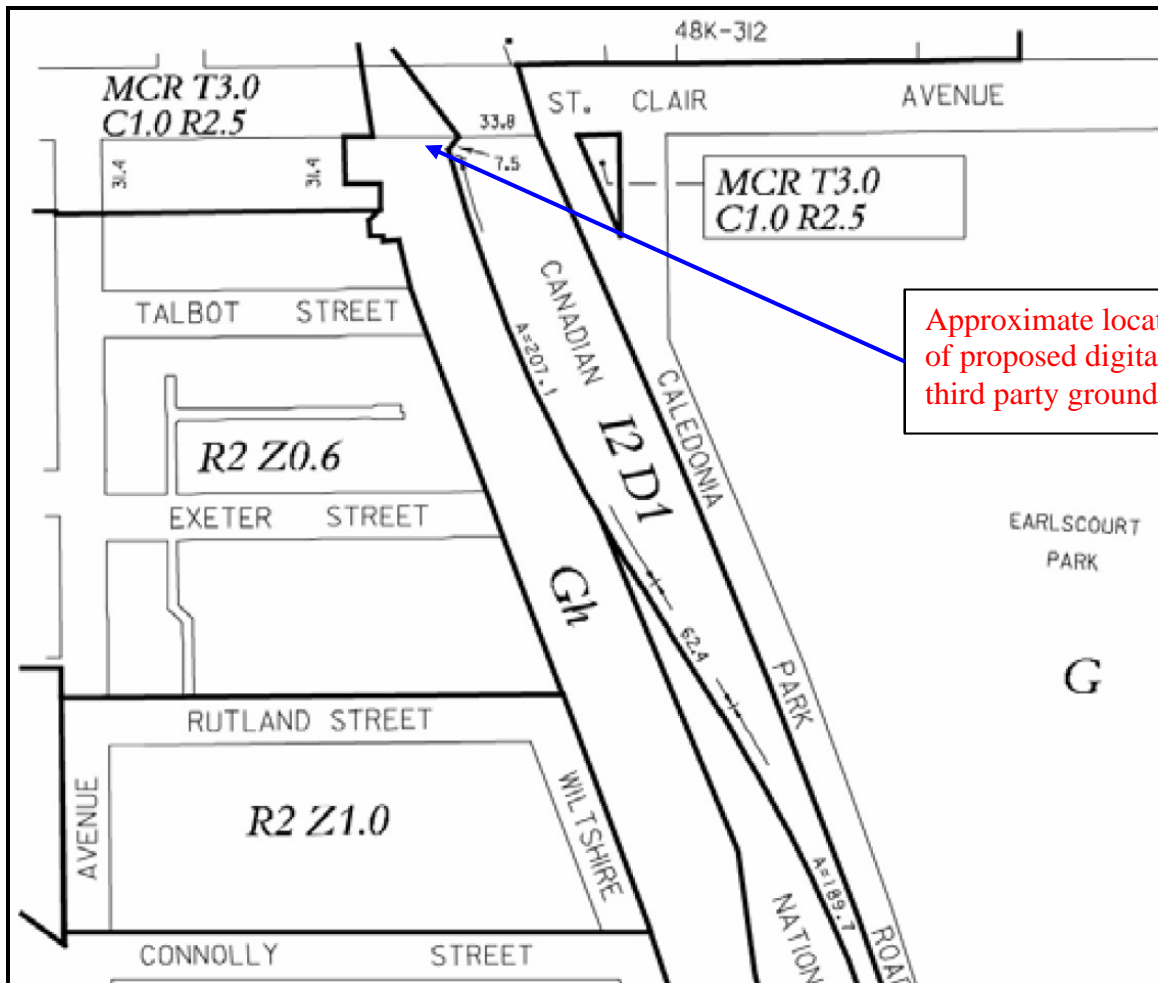 48K-312
MCR T3.0
C1.0 R2.5
ST. CLAIR AVENUE
33.8
7.5
31.4
31.4
MCR T3.0
C1.0 R2.5
TALBOT STREET
CANADIAN
A=207.1
Approximate locat
of proposed digita
third party ground
CALEDONIA
I2 D1
R2 Z0.6
EXETER STREET
EARLSCOURT
PARK
Gh
62.4
PARK
G
RUTLAND STREET
AVENUE
R2 Z1.0
WILTSHIRE
A=189.7
NATION
ROAD
CONNOLLY STREET